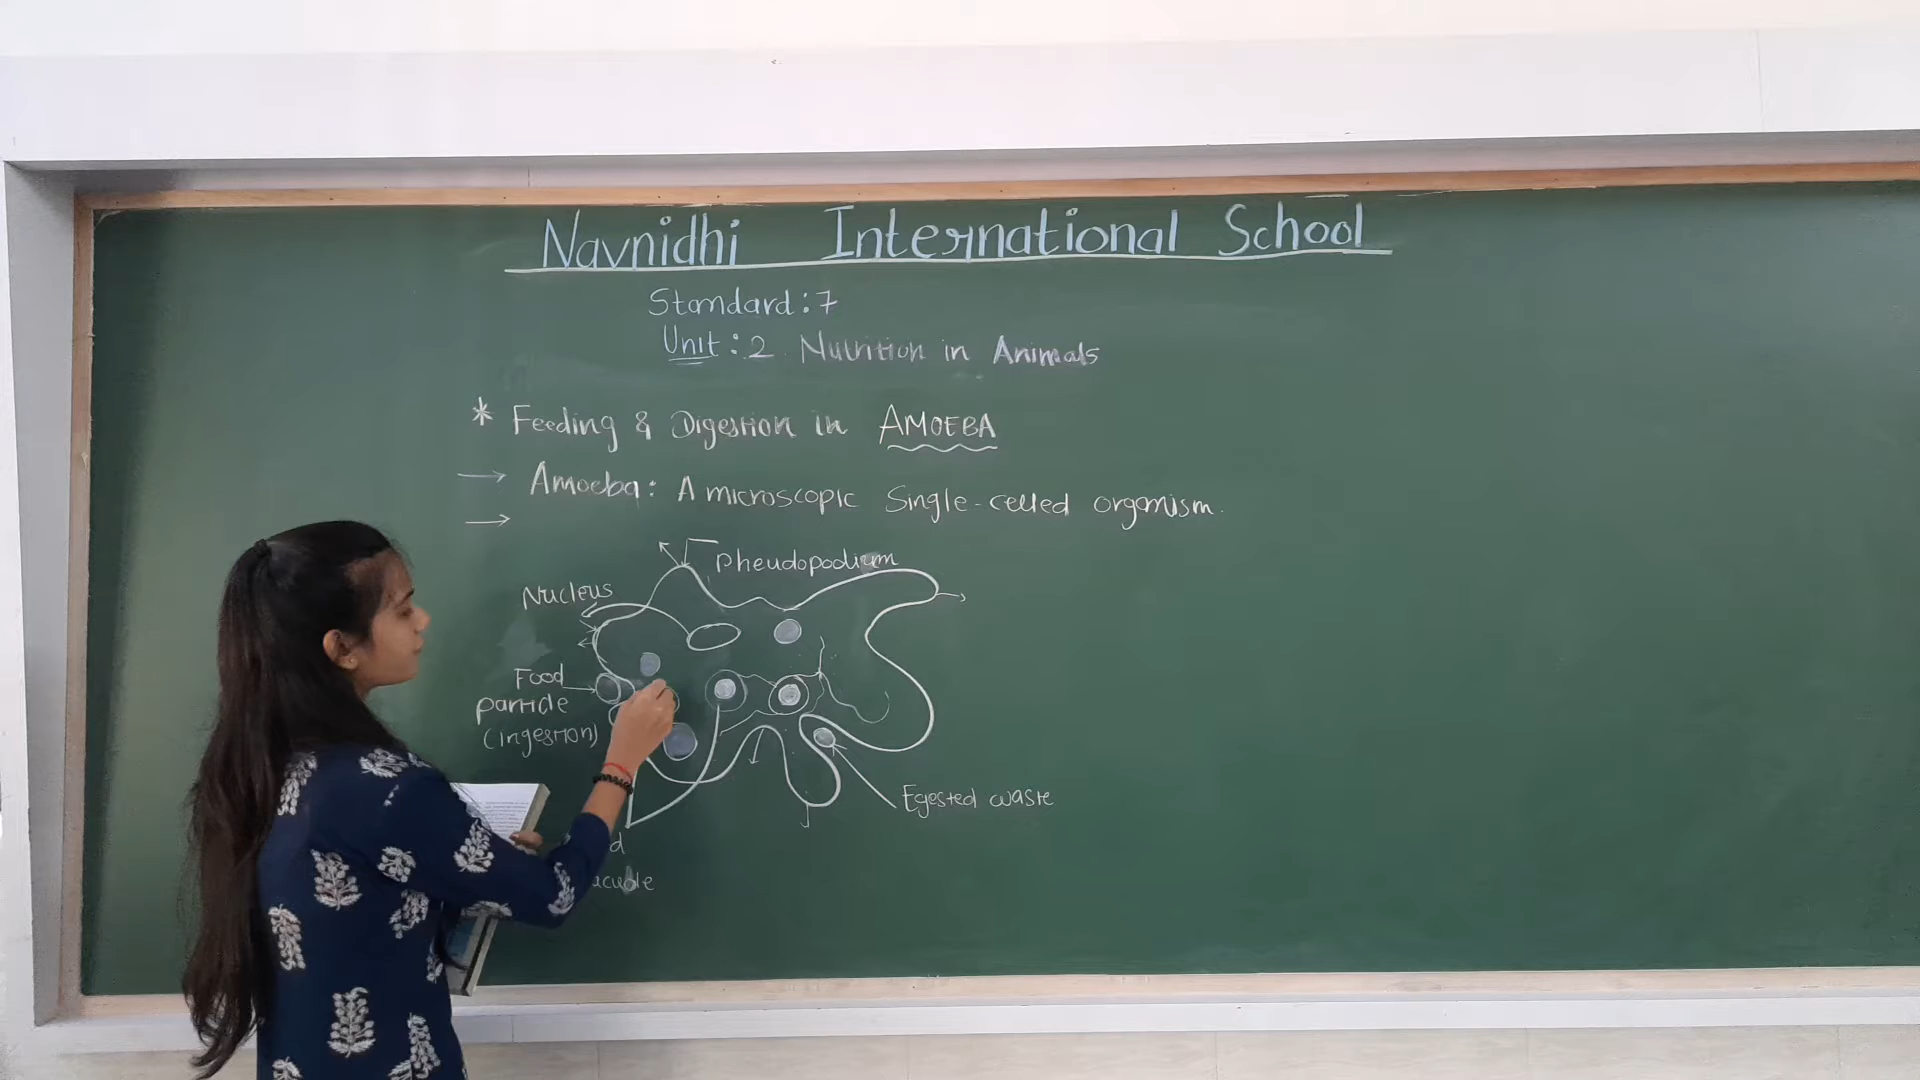 Navnidhi International School
Standard: 7
Unit: 2 Nutrition in Animals
* Feeding & Digestion in AMOEBA
→ Amoeba: A microscopic Single-celled organism.
→
Pheudopodium
Nucleus
Food
particle
(ingestion)
Egested waste